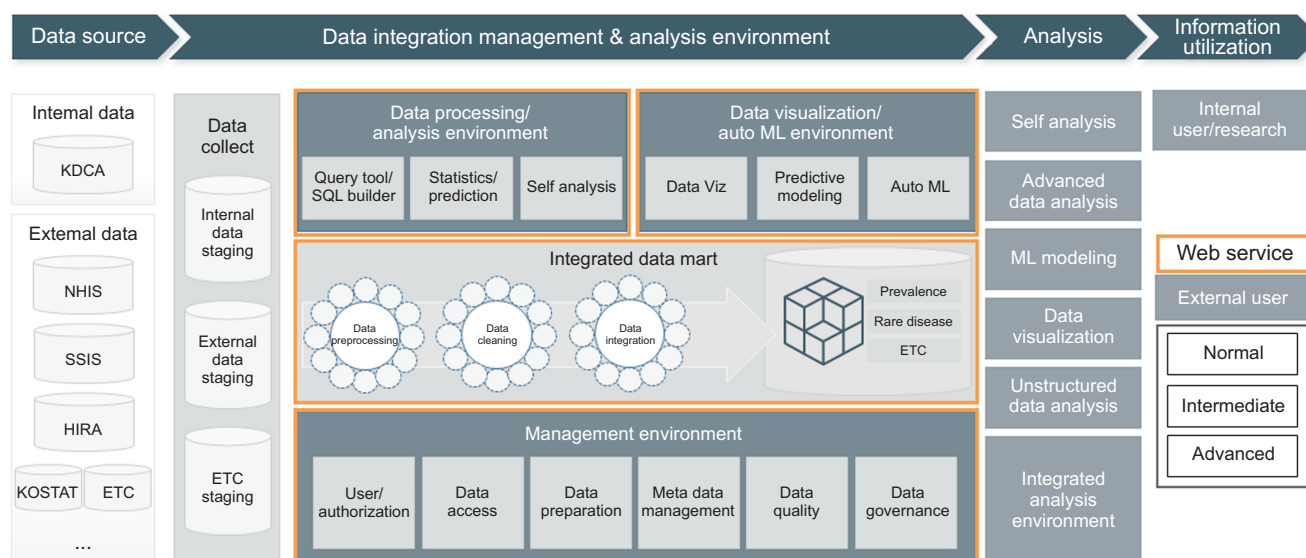 Data source
Data integration management & analysis environment
Analysis
Information
utilization
Intemal data
KDCA
Extemal data
NHIS
SSIS
HIRA
KOSTAT
ETC
...
Data
collect
Internal
data
staging
External
data
staging
ETC
staging
Data processing/
analysis environment
Query tool/
SQL builder
Statistics/
prediction
Self analysis
Data visualization/
auto ML environment
Data Viz
Predictive
modeling
Auto ML
Integrated data mart
Data
preprocessing
Data
cleaning
Data
integration
Prevalence
Rare disease
ETC
Management environment
User/
authorization
Data
access
Data
preparation
Meta data
management
Data
quality
Data
governance
Self analysis
Advanced
data analysis
ML modeling
Data
visualization
Unstructured
data analysis
Integrated
analysis
environment
Internal
user/research
Web service
External user
Normal
Intermediate
Advanced